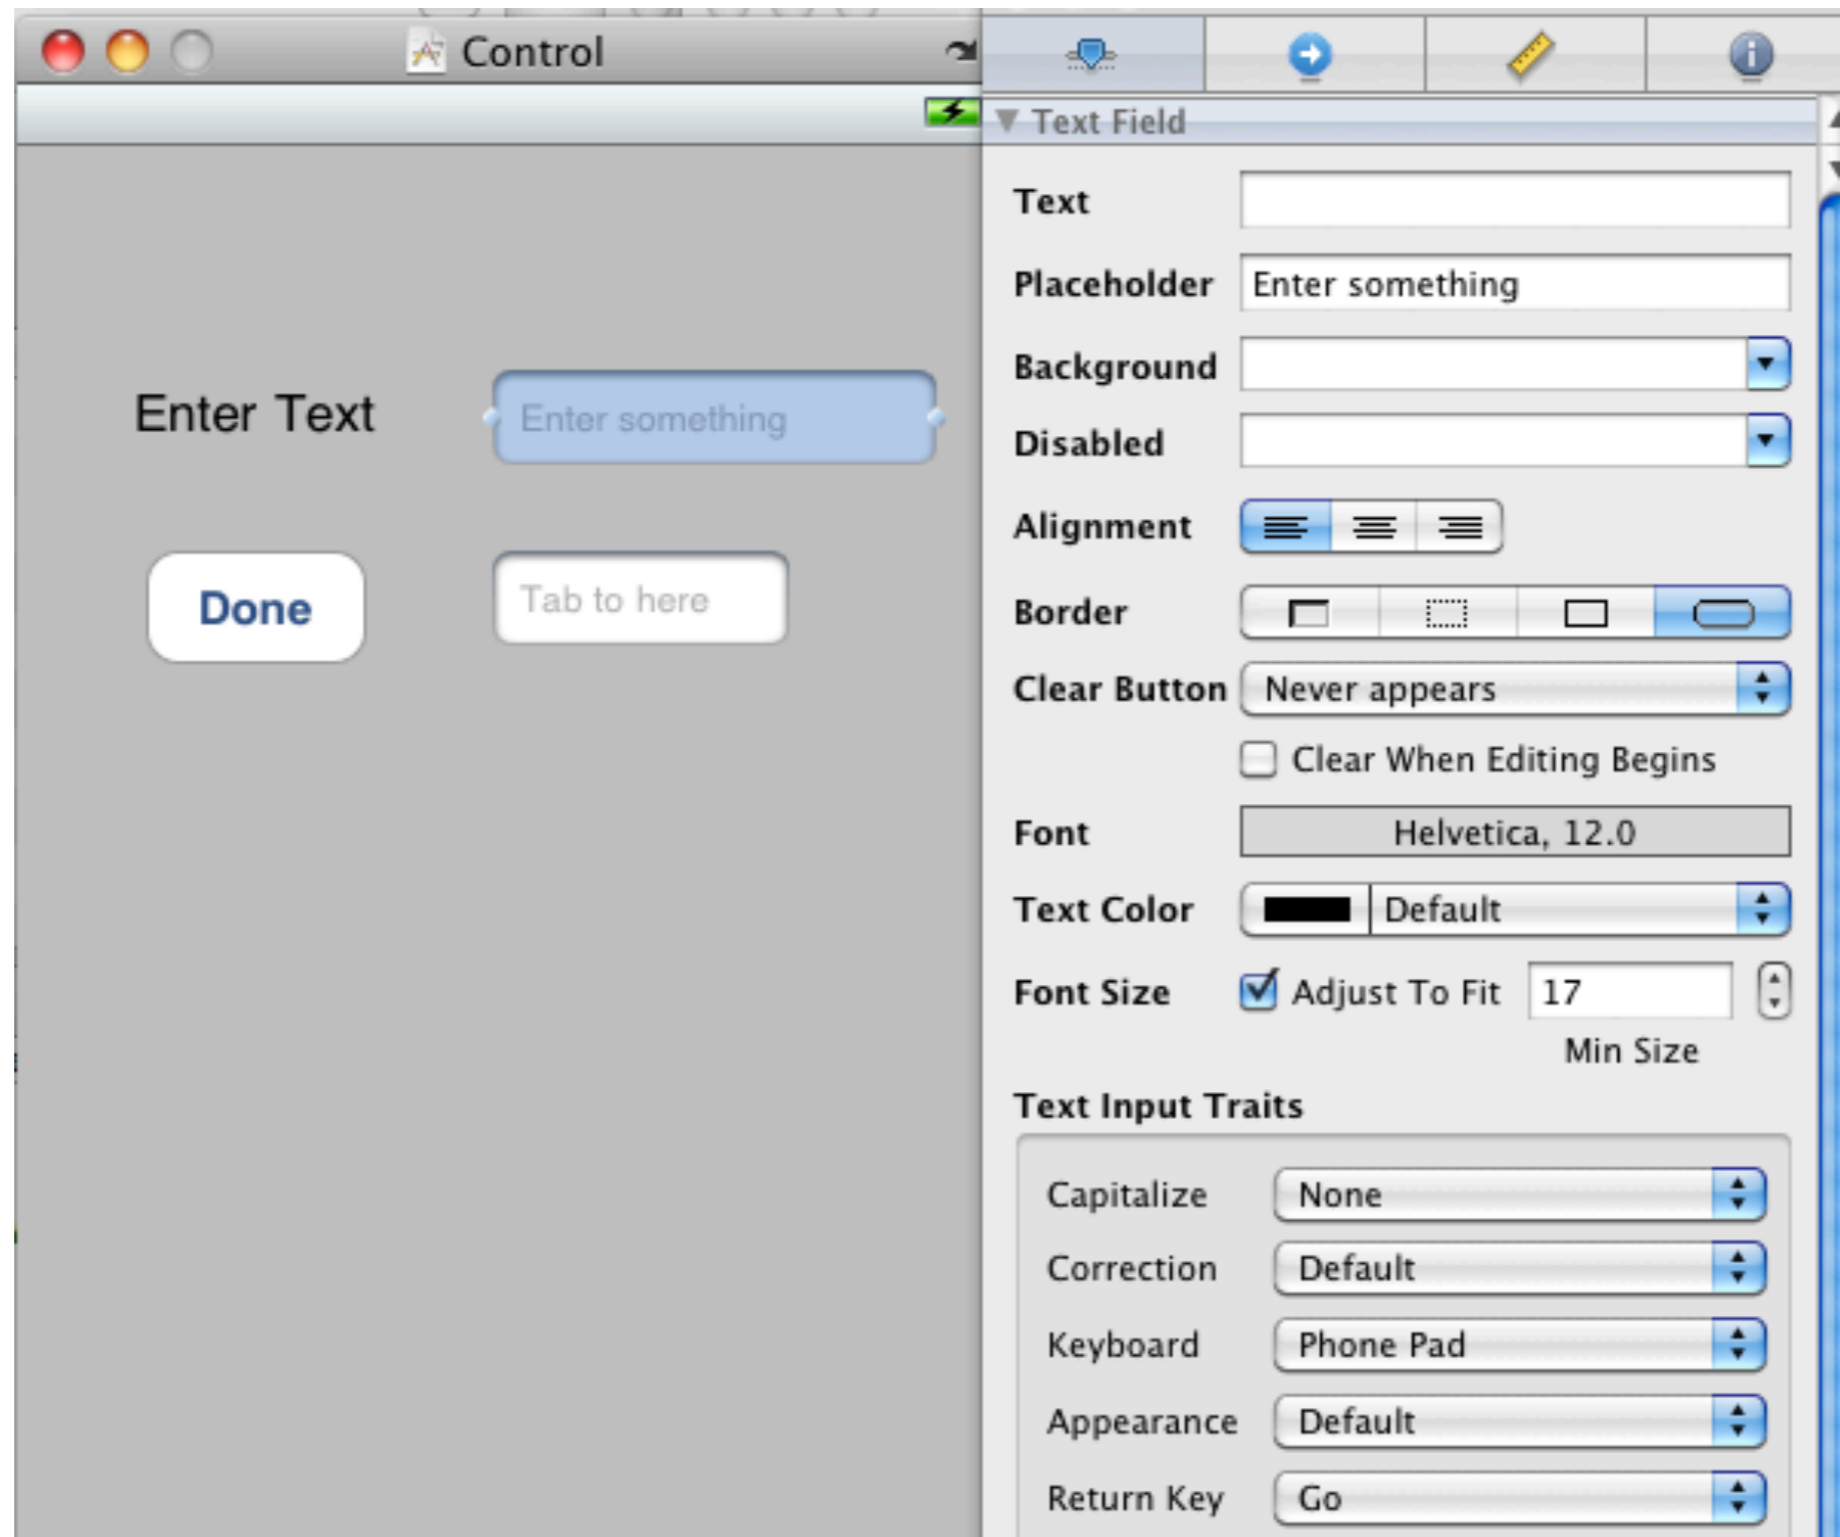 Control
Enter Text
Enter something
Done
Tab to here
Text Field
Text
Placeholder Enter something
Background
Disabled
Alignment
Border
Clear Button Never appears
Clear When Editing Begins
Font Helvetica, 12.0
Text Color Default
Font Size Adjust To Fit 17
Min Size
Text Input Traits
Capitalize None
Correction Default
Keyboard Phone Pad
Appearance Default
Return Key Go